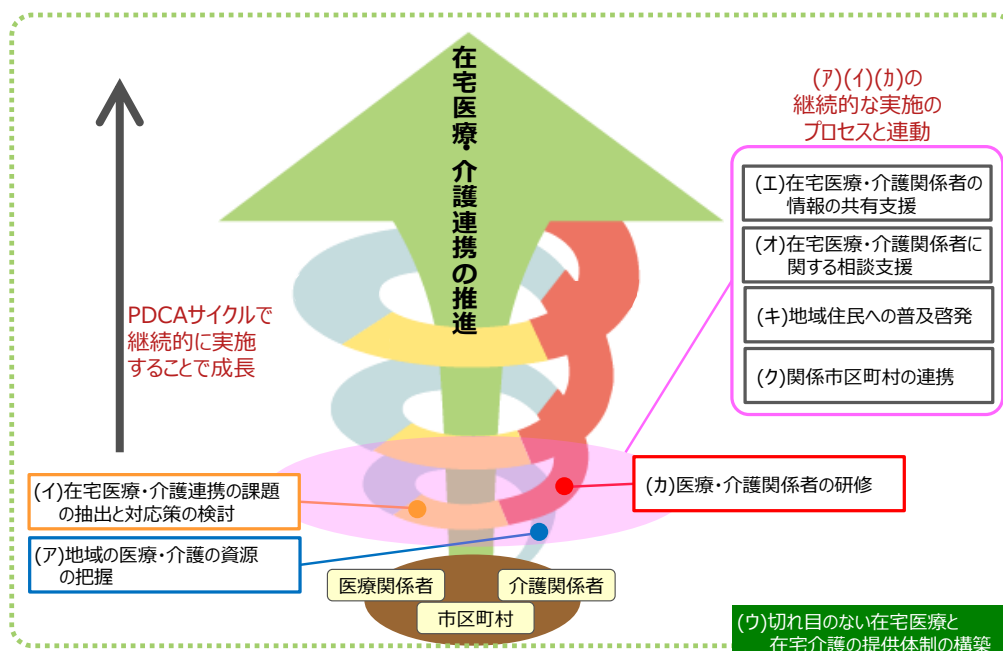 在宅医療・介護連携の推進
(ア)(イ)(カ)の
継続的な実施の
プロセスと連動
(エ)在宅医療・介護関係者の
情報の共有支援
(オ)在宅医療・介護関係者に
関する相談支援
(キ)地域住民への普及啓発
(ク)関係市区町村の連携
PDCAサイクルで
継続的に実施
することで成長
(イ)在宅医療・介護連携の課題
の抽出と対応策の検討
(カ)医療・介護関係者の研修
(ア)地域の医療・介護の資源
の把握
医療関係者
介護関係者
市区町村
(ウ)切れ目のない在宅医療と
在宅介護の提供体制の構築